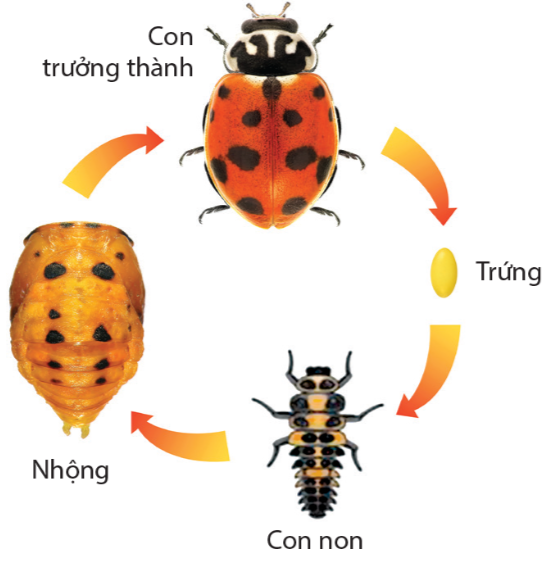 Con
trưởng thành
Trứng
Con non
Nhộng